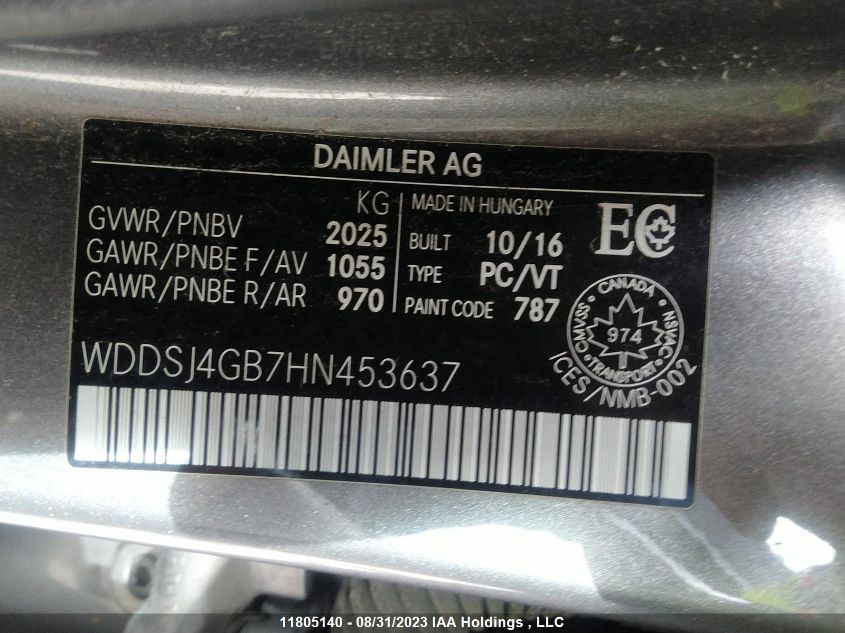 DAIMLER AG
KG
GVWR/PNBV 2025
GAWR/PNBE F/AV 1055
GAWR/PNBE R/AR 970
MADE IN HUNGARY
BUILT 10/16
TYPE PC/VT
PAINT CODE 787
EC
CANADA
CMVSS
NSVAC
974
TRANSPORT
ICES/NMB-002
WDDSJ4GB7HN453637
11805140 - 08/31/2023 IAA Holdings , LLC